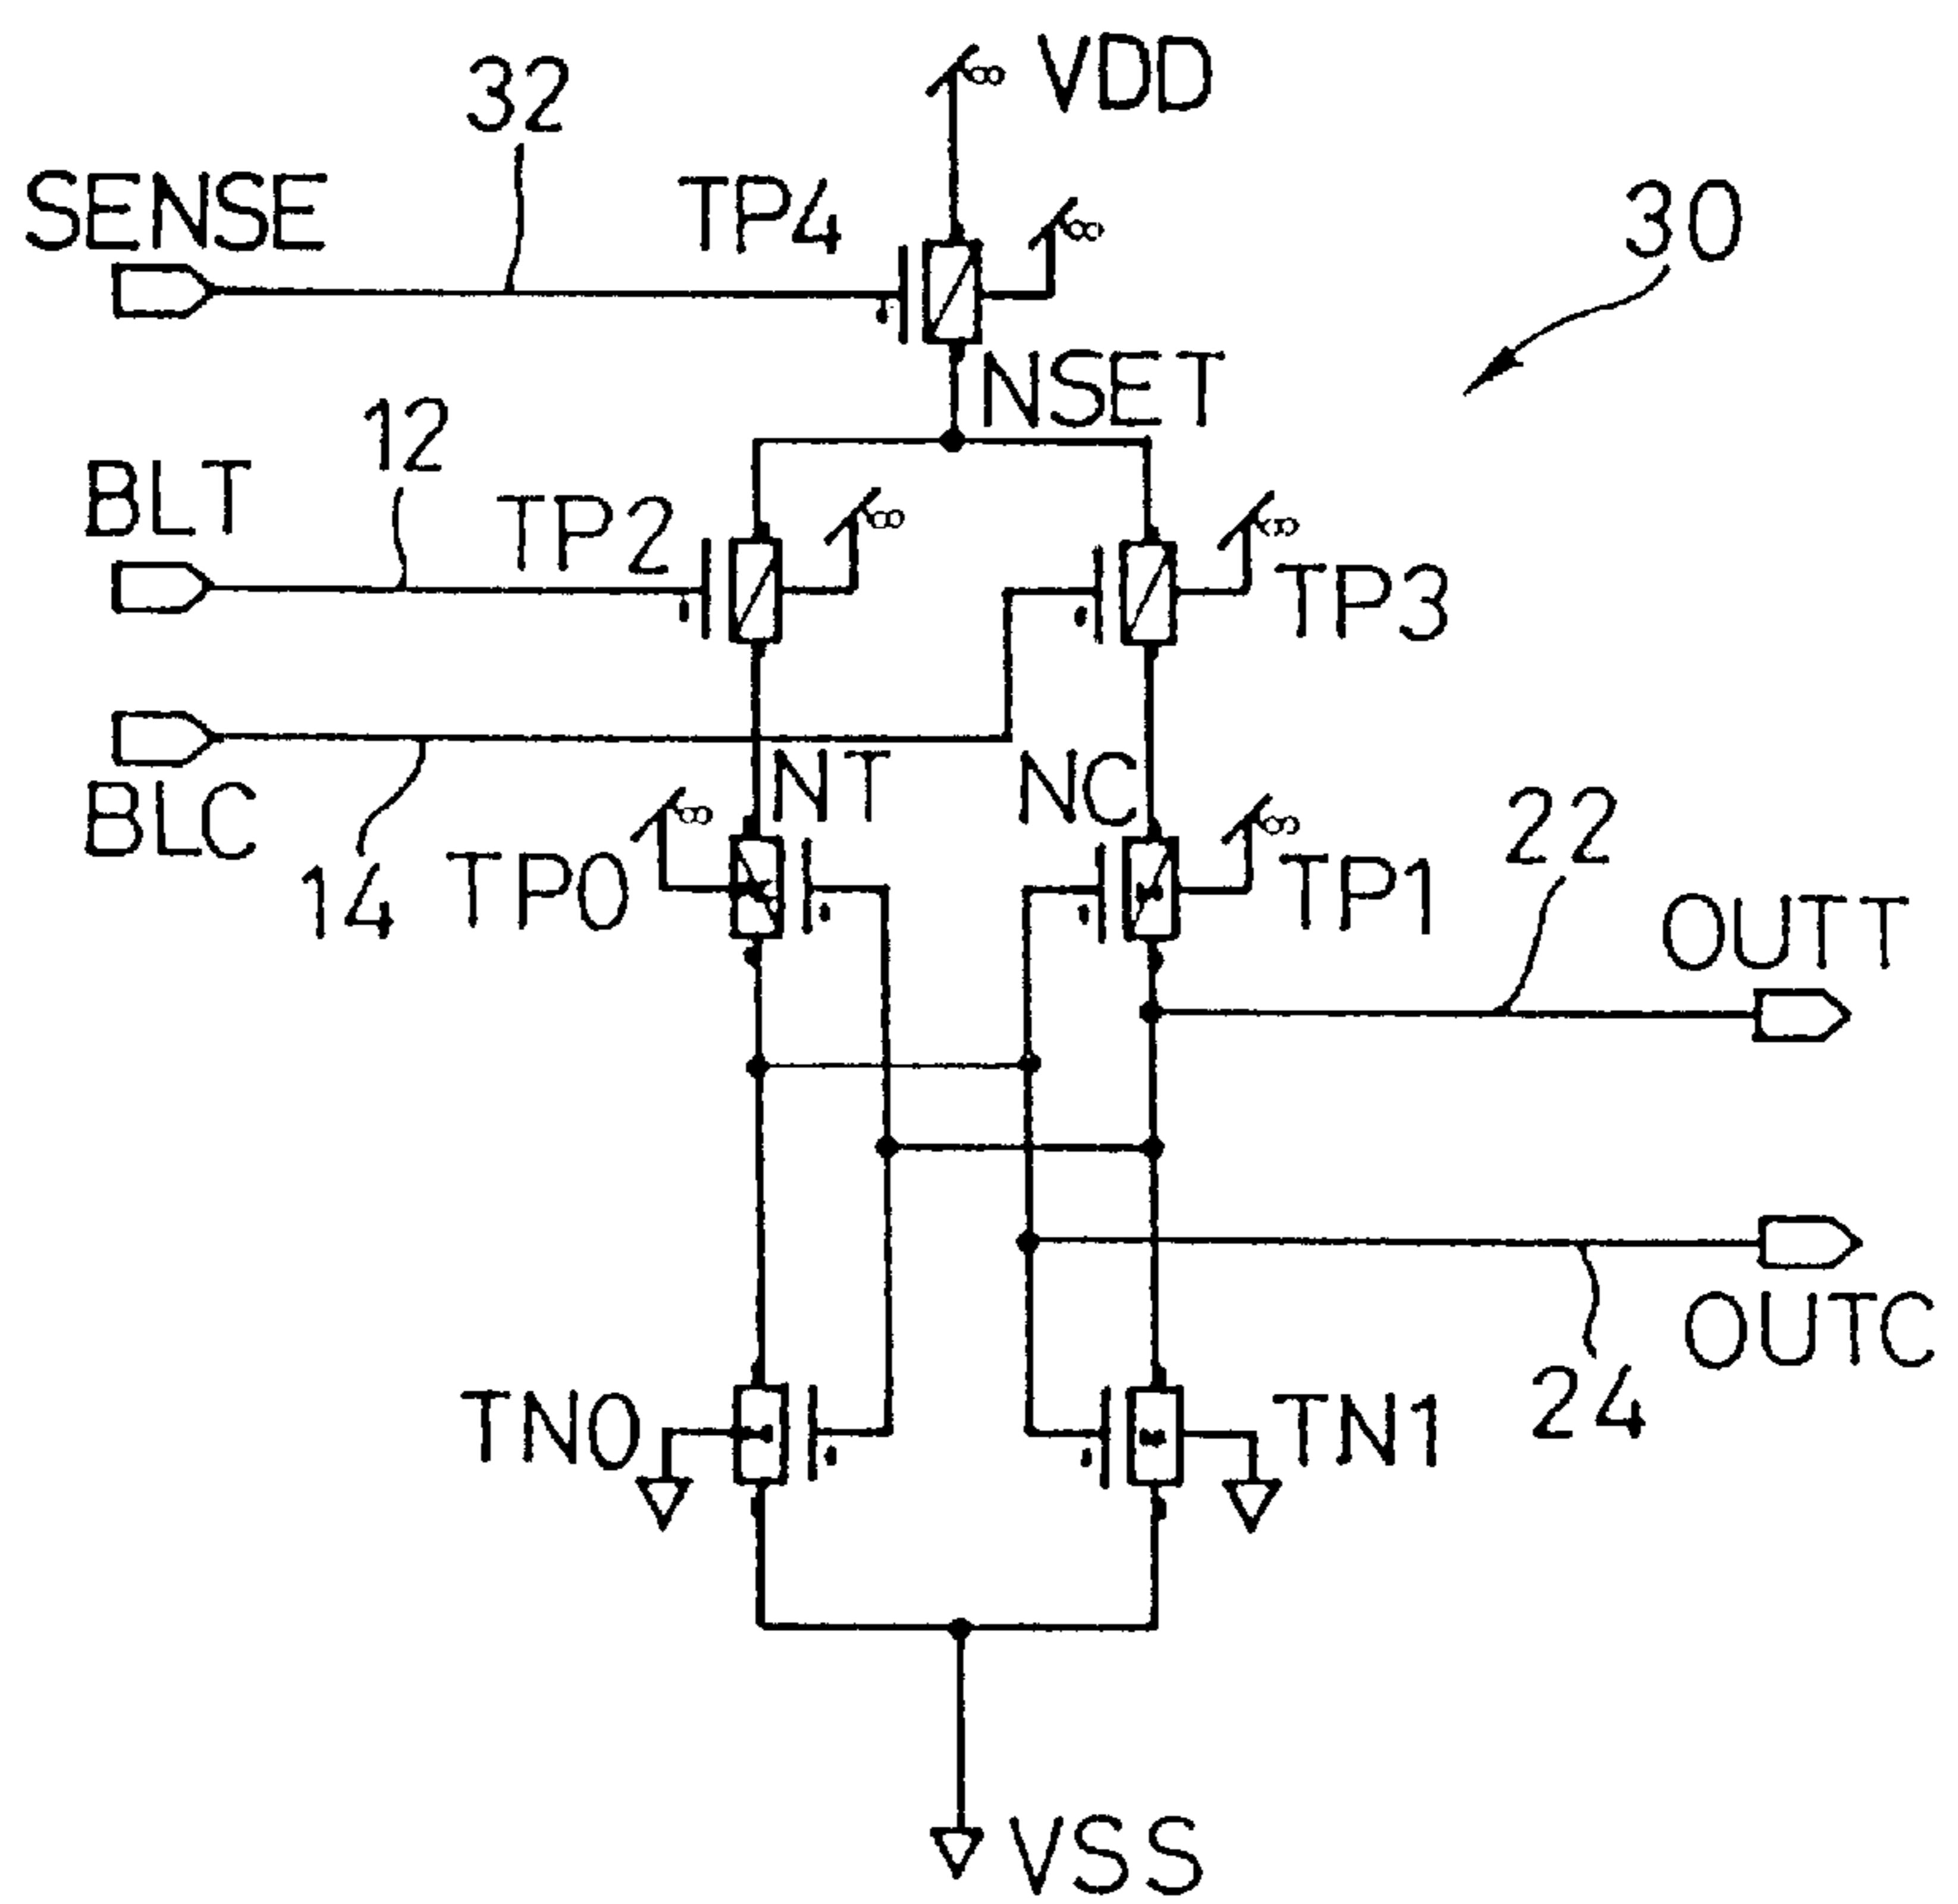 VDD
32
SENSE
TP4
30
NSET
12
BLT
TP2
TP3
BLC
NT
NC
14
TP0
TP1
22
OUTT
OUTC
24
TN0
TN1
VSS